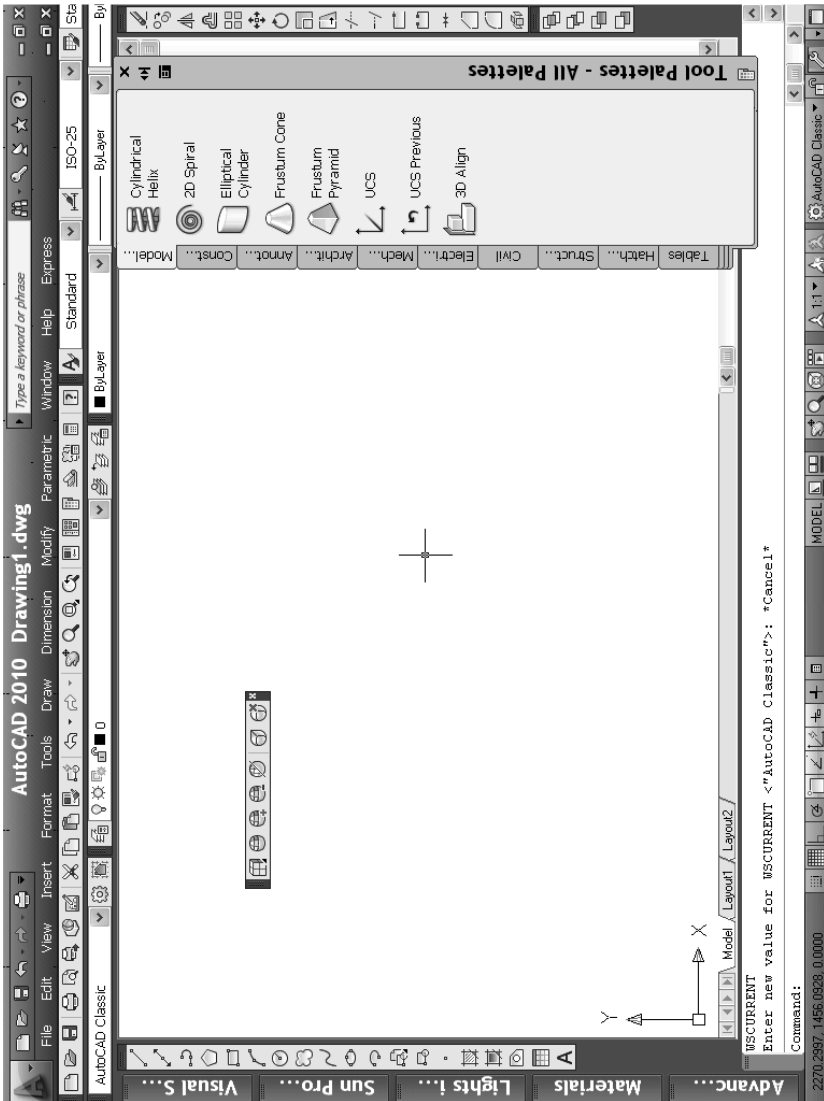 AutoCAD 2010 Drawing1.dwg
Type a keyword or phrase
File Edit View Insert Format Tools Draw Dimension Modify Parametric Window Help Express
Standard
ISO-25
Sta
AutoCAD Classic
0
ByLayer
ByLayer
By
Tool Palettes - All Palettes
Model...
Const...
Annot...
Archit...
Mech...
Electri...
Civil
Struct...
Hatch...
Tables
Cylindrical
Helix
2D Spiral
Elliptical
Cylinder
Frustum Cone
Frustum
Pyramid
UCS
UCS Previous
3D Align
Visual S...
Sun Pro...
Lights i...
Materials
Advanc...
Y
X
Model Layout1 Layout2
WSCURRENT
Enter new value for WSCURRENT <"AutoCAD Classic">: *Cancel*
Command:
2270.2997, 1456.0928, 0.0000
MODEL
1:1
AutoCAD Classic